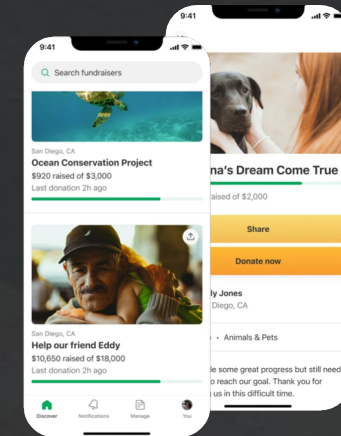 9:41
Search fundraisers
San Diego, CA
Ocean Conservation Project
$920 raised of $3,000
Last donation 2h ago
San Diego, CA
Help our friend Eddy
$10,650 raised of $18,000
Last donation 2h ago
Discover
Notifications
Manage
You
9:41
na's Dream Come True
raised of $2,000
Share
Donate now
ly Jones
Diego, CA
• Animals & Pets
le some great progress but still need
o reach our goal. Thank you for
us in this difficult time.